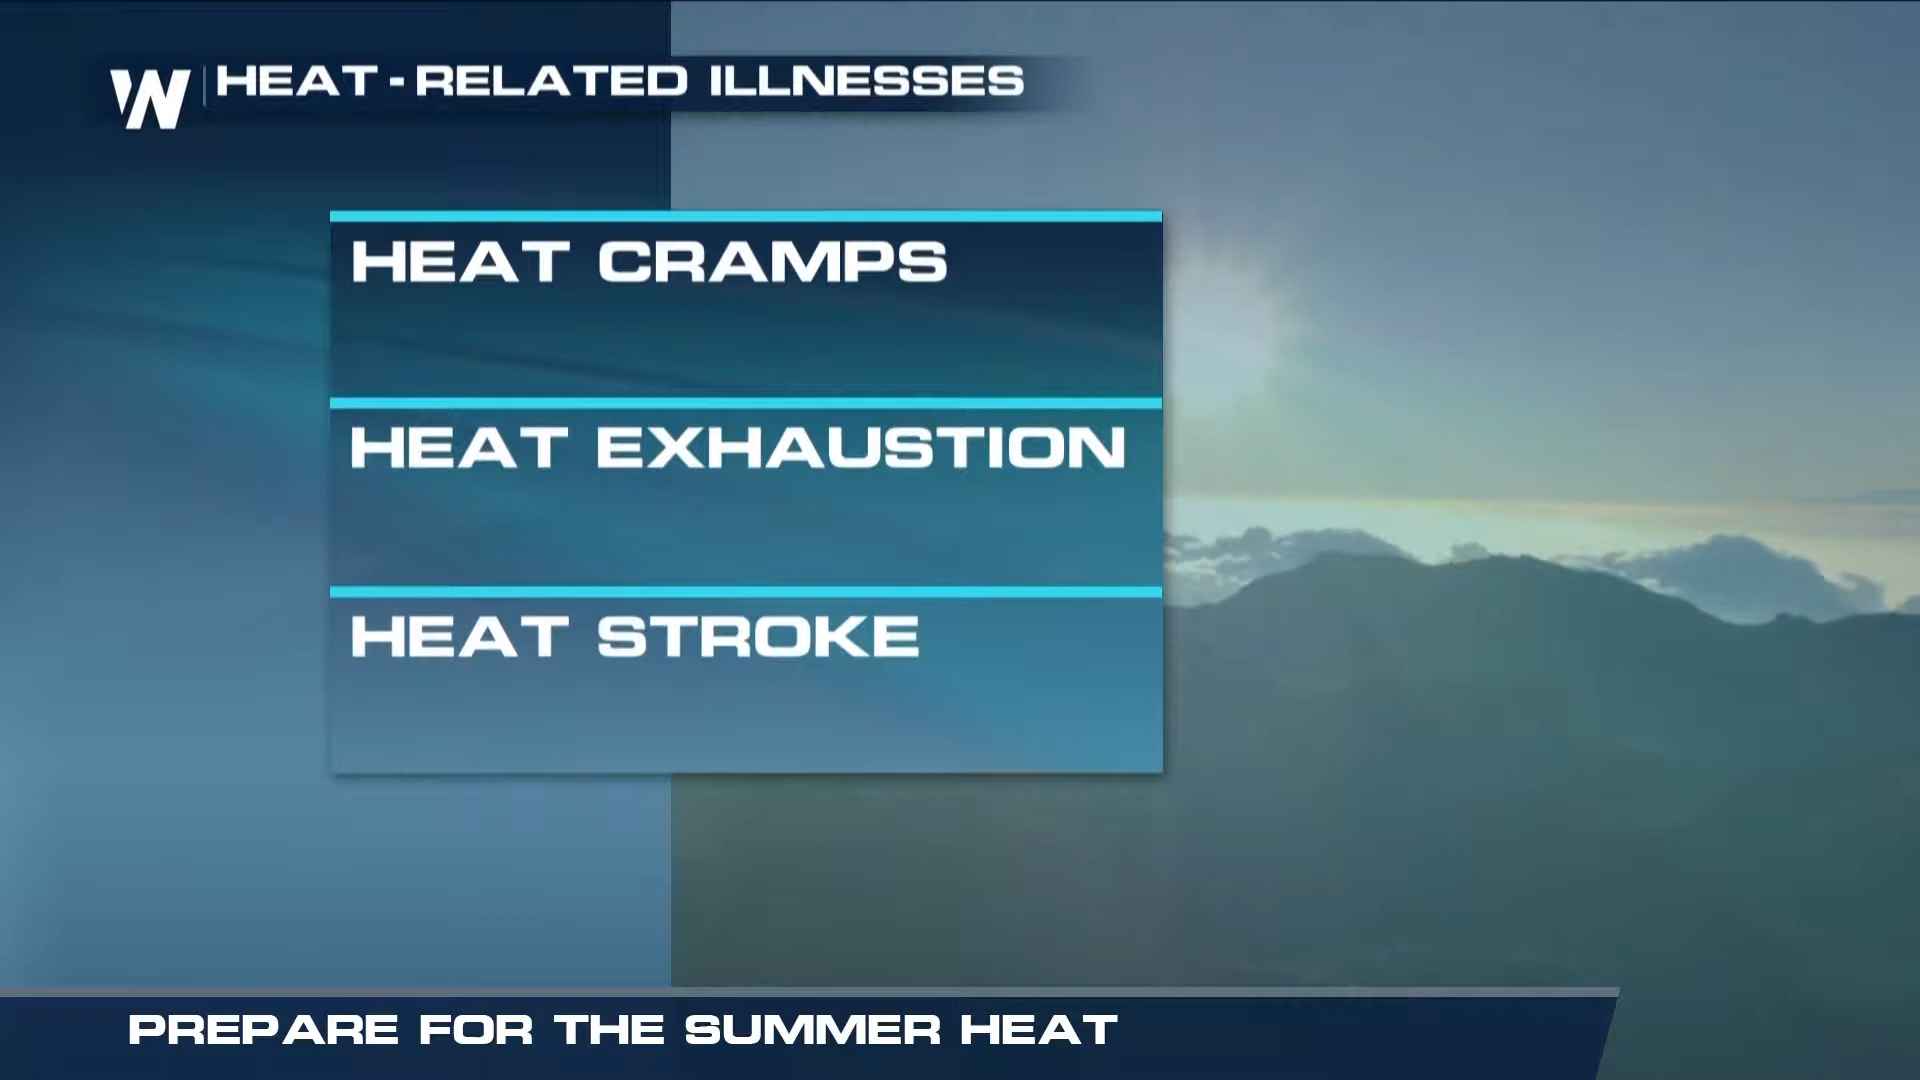 W
HEAT - RELATED ILLNESSES
HEAT CRAMPS
HEAT EXHAUSTION
HEAT STROKE
PREPARE FOR THE SUMMER HEAT